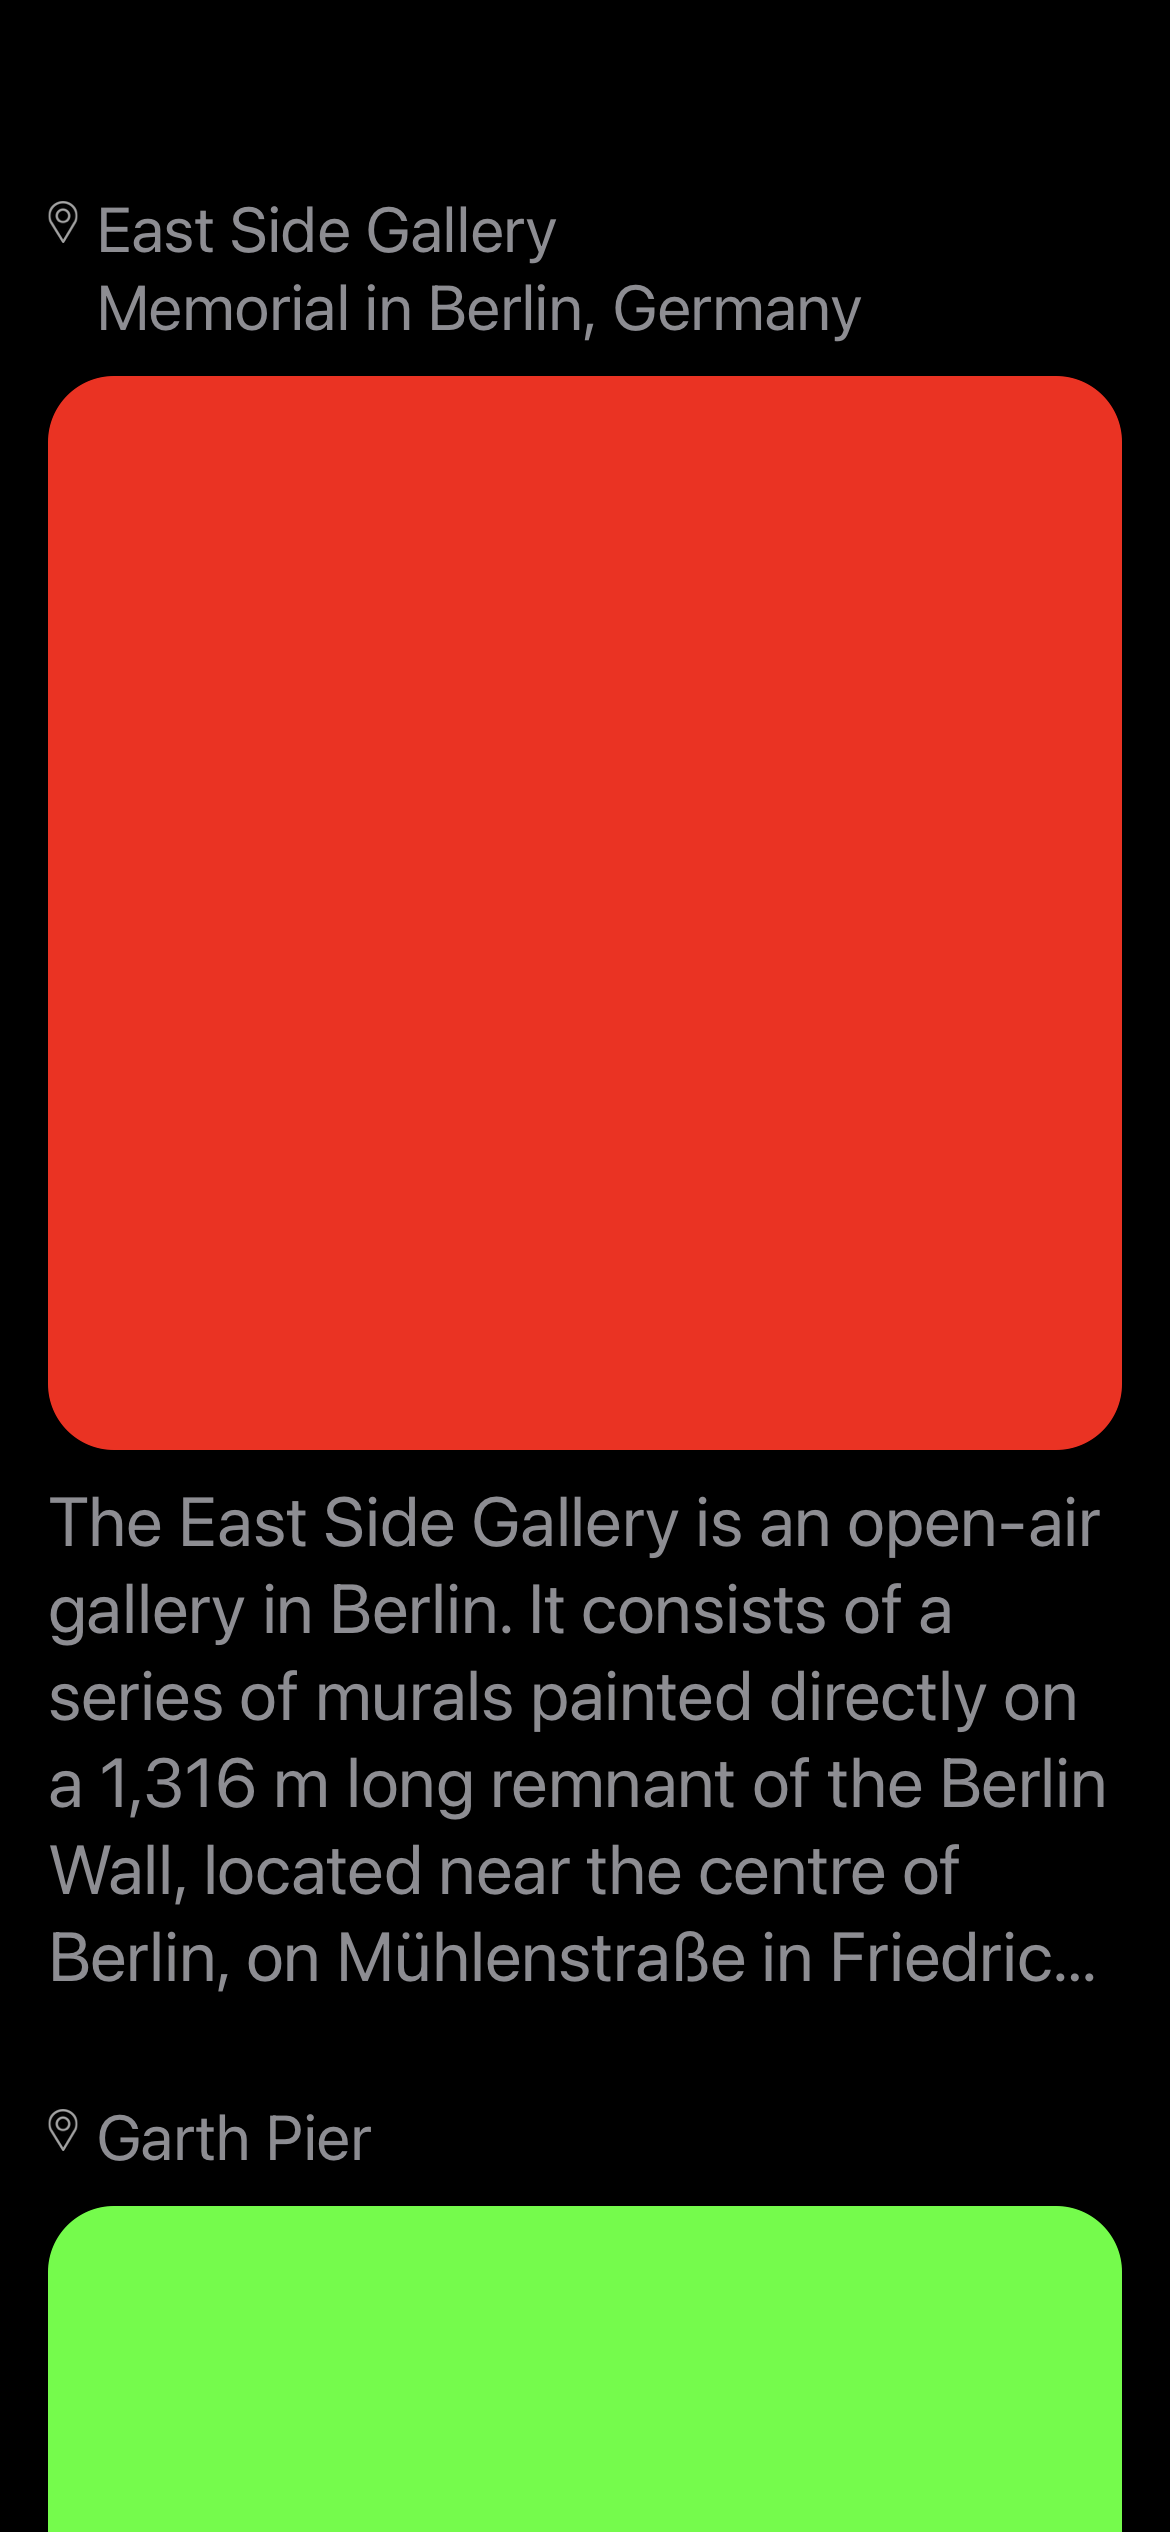 East Side Gallery
Memorial in Berlin, Germany
The East Side Gallery is an open-air
gallery in Berlin. It consists of a
series of murals painted directly on
a 1,316 m long remnant of the Berlin
Wall, located near the centre of
Berlin, on Mühlenstraße in Friedric...
Garth Pier